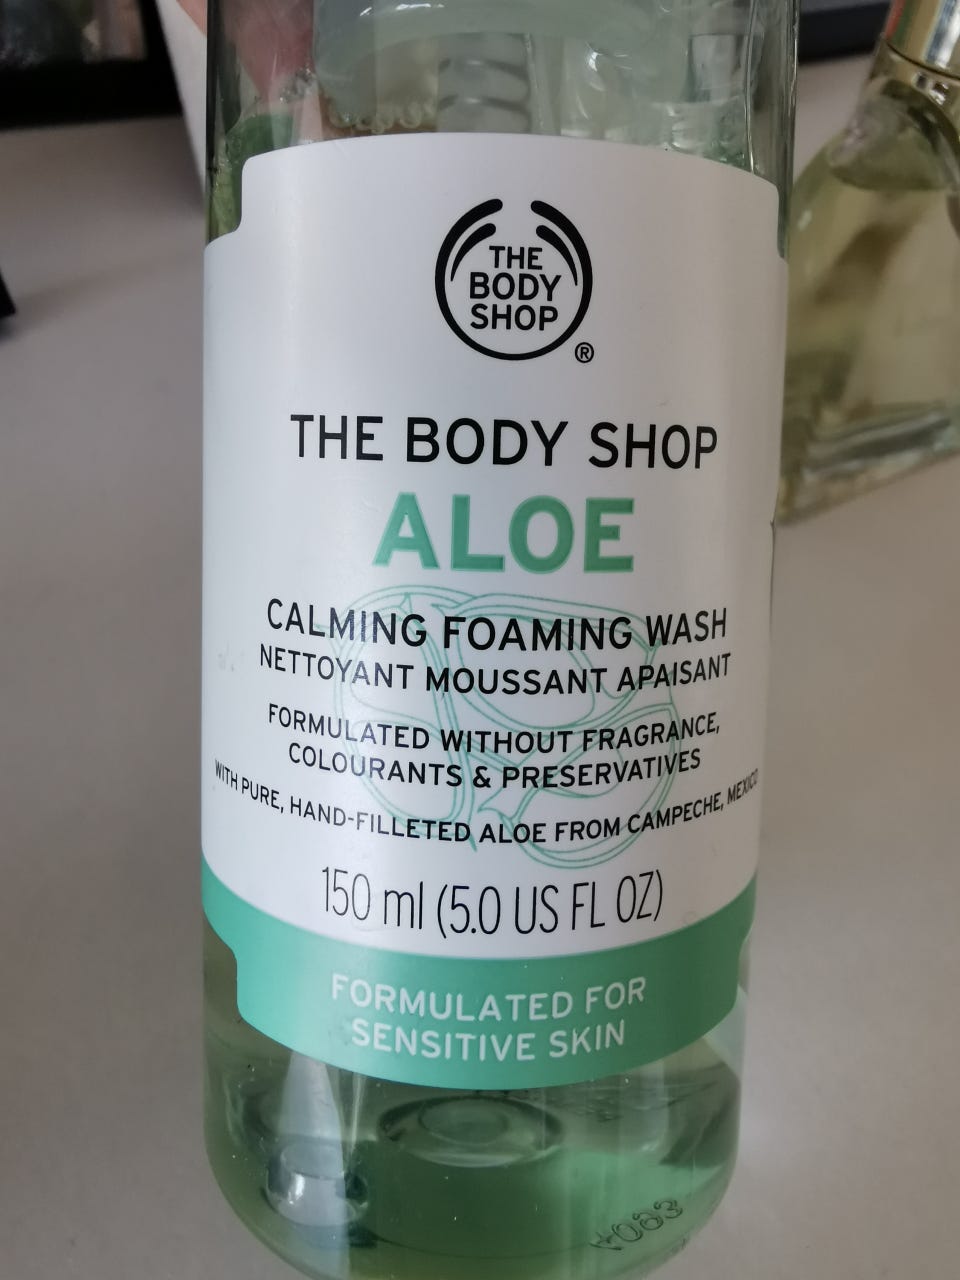 THE
BODY
SHOP
®
THE BODY SHOP
ALOE
CALMING FOAMING WASH
NETTOYANT MOUSSANT APAISANT
FORMULATED WITHOUT FRAGRANCE,
COLOURANTS & PRESERVATIVES
WITH PURE, HAND-FILLETED ALOE FROM CAMPECHE, MEXICO
150 ml (5.0 US FL OZ)
FORMULATED FOR
SENSITIVE SKIN